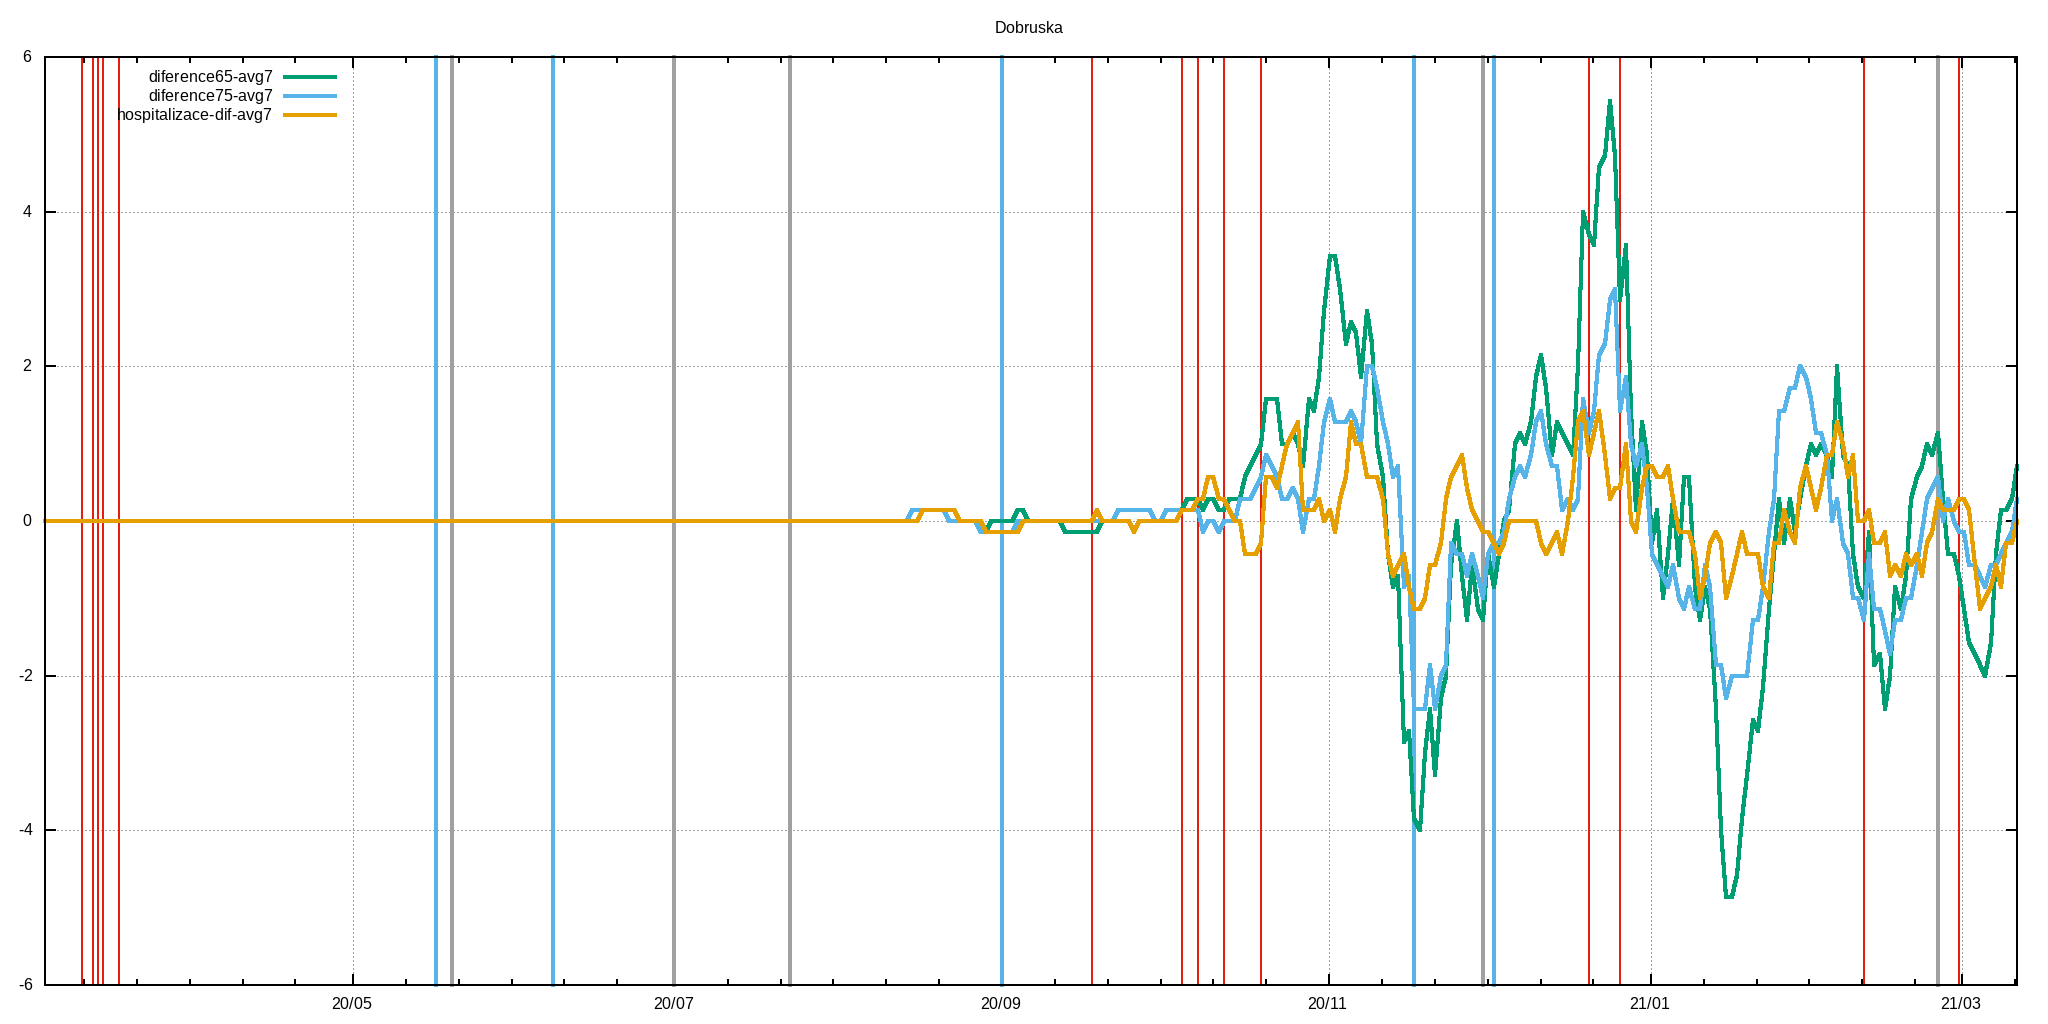 Dobruska
6
diference65-avg7
diference75-avg7
hospitalizace-dif-avg7
4
2
0
-2
-4
-6
20/05 20/07 20/09 20/11 21/01 21/03